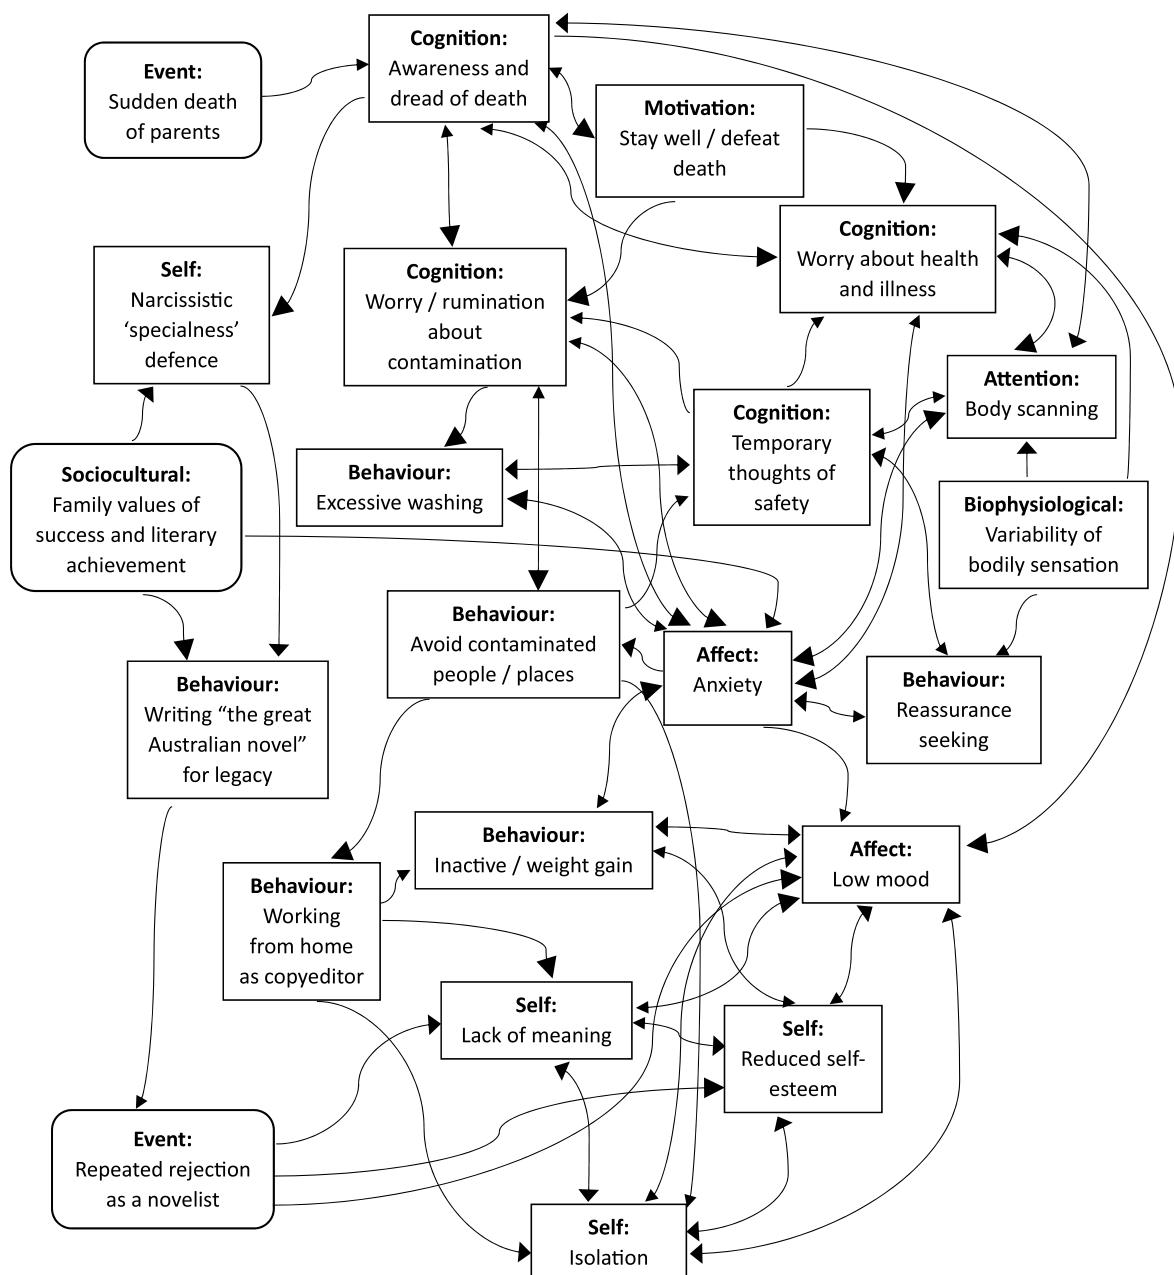 Cognition:
Awareness and
dread of death
Event:
Sudden death
of parents
Motivation:
Stay well / defeat
death
Cognition:
Worry about health
and illness
Self:
Narcissistic
‘specialness’
defence
Cognition:
Worry / rumination
about
contamination
Attention:
Body scanning
Cognition:
Temporary
thoughts of
safety
Sociocultural:
Family values of
success and literary
achievement
Behaviour:
Excessive washing
Biophysiological:
Variability of
bodily sensation
Behaviour:
Avoid contaminated
people / places
Affect:
Anxiety
Behaviour:
Reassurance
seeking
Behaviour:
Writing “the great
Australian novel”
for legacy
Behaviour:
Inactive / weight gain
Affect:
Low mood
Behaviour:
Working
from home
as copyeditor
Self:
Lack of meaning
Self:
Reduced self-
esteem
Event:
Repeated rejection
as a novelist
Self:
Isolation